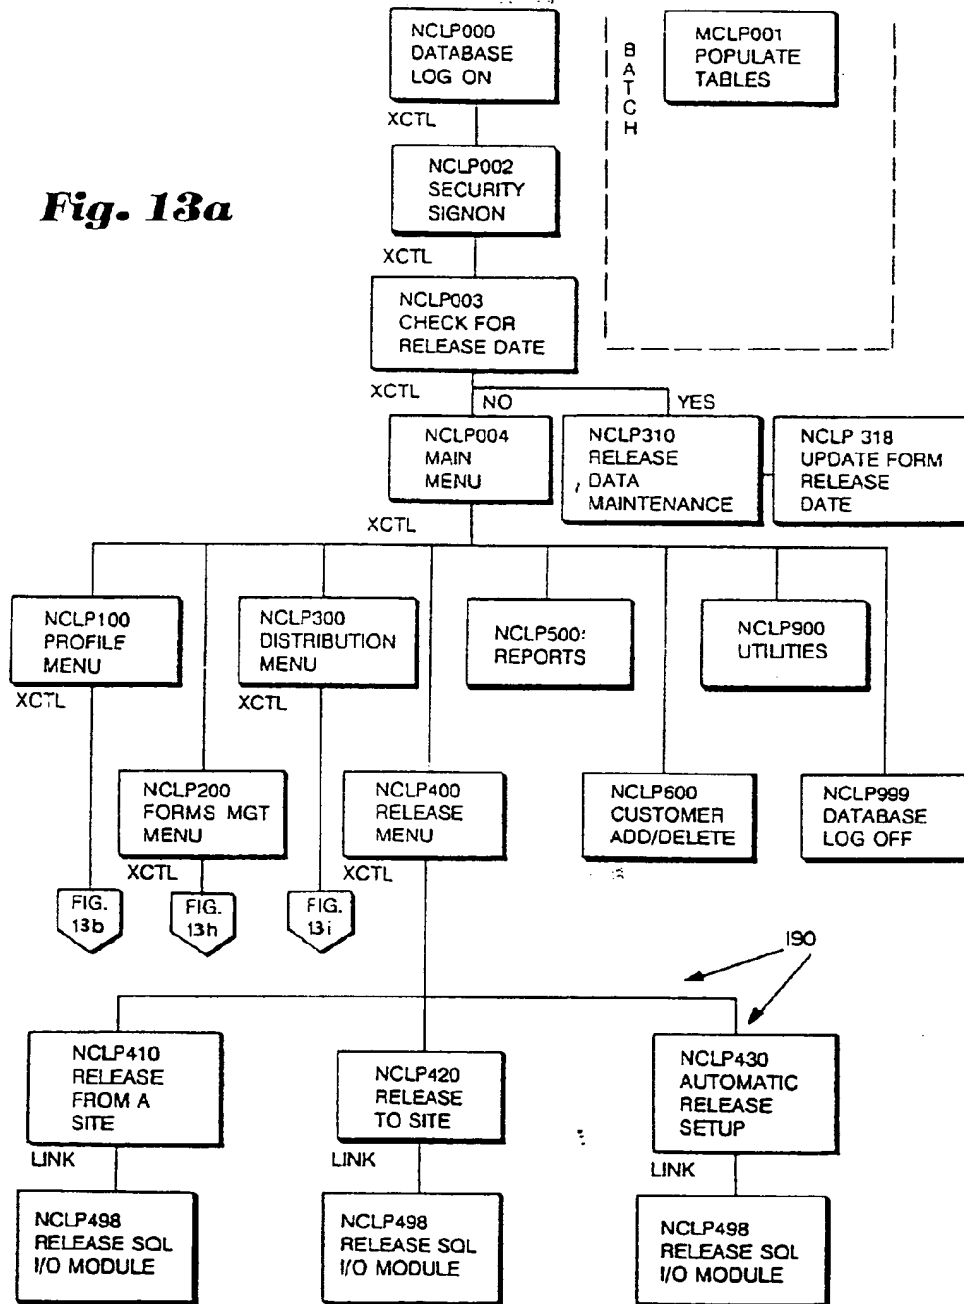 NCLP000
DATABASE
LOG ON
BATCH
MCLP001
POPULATE
TABLES
XCTL
NCLP002
SECURITY
SIGNON
Fig. 13a
XCTL
NCLP003
CHECK FOR
RELEASE DATE
XCTL
NO
YES
NCLP004
MAIN
MENU
NCLP310
RELEASE
DATA
MAINTENANCE
NCLP 318
UPDATE FORM
RELEASE
DATE
XCTL
NCLP100
PROFILE
MENU
XCTL
NCLP300
DISTRIBUTION
MENU
XCTL
NCLP500:
REPORTS
NCLP900
UTILITIES
NCLP200
FORMS MGT
MENU
XCTL
NCLP400
RELEASE
MENU
XCTL
NCLP600
CUSTOMER
ADD/DELETE
NCLP999
DATABASE
LOG OFF
FIG.
13b
FIG.
13h
FIG.
13i
190
NCLP410
RELEASE
FROM A
SITE
LINK
NCLP420
RELEASE
TO SITE
LINK
NCLP430
AUTOMATIC
RELEASE
SETUP
LINK
NCLP498
RELEASE SQL
I/O MODULE
NCLP498
RELEASE SQL
I/O MODULE
NCLP498
RELEASE SQL
I/O MODULE